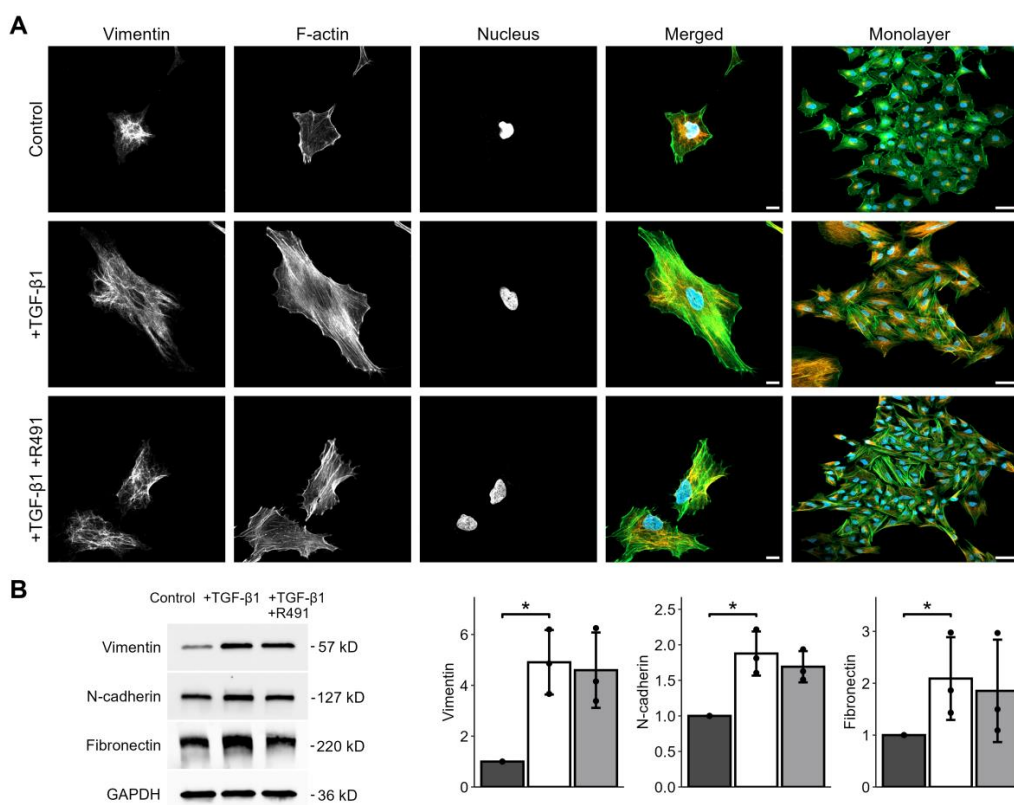 A
Vimentin F-actin Nucleus Merged Monolayer
Control
+TGF-β1
+TGF-β1 +R491
B
Control +TGF-β1 +TGF-β1
+R491
Vimentin -57 kD
N-cadherin -127 kD
Fibronectin -220 kD
GAPDH - 36 kD
Vimentin
6
4
2
0
*
N-cadherin
2.0
1.5
1.0
0.5
0.0
*
Fibronectin
3
2
1
0
*